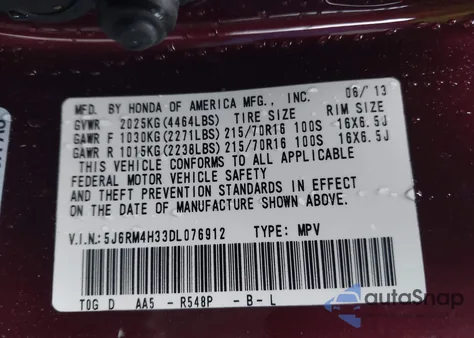 MFD. BY HONDA OF AMERICA MFG., INC. 06/'13
GVWR 2025KG(4464LBS) TIRE SIZE RIM SIZE
GAWR F 1030KG(2271LBS) 215/70R16 100S 16X6.5J
GAWR R 1015KG(2238LBS) 215/70R16 100S 16X6.5J
THIS VEHICLE CONFORMS TO ALL APPLICABLE
FEDERAL MOTOR VEHICLE SAFETY
AND THEFT PREVENTION STANDARDS IN EFFECT
ON THE DATE OF MANUFACTURE SHOWN ABOVE.
V.I.N.: 5J6RM4H33DL076912 TYPE: MPV
T0G D AA5 - R548P - B - L
autoSnap